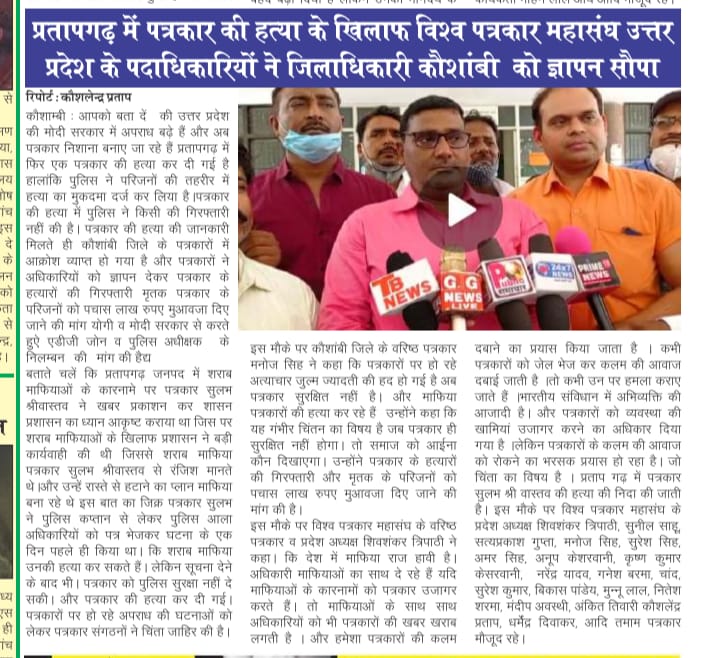 प्रतापगढ़ में पत्रकार की हत्या के खिलाफ विश्व पत्रकार महासंघ उत्तर
प्रदेश के पदाधिकारियों ने जिलाधिकारी कौशांबी को ज्ञापन सौपा
रिपोर्ट : कौशलेन्द्र प्रताप
कौशाम्बी : आपको बता दें की उत्तर प्रदेश
की मोदी सरकार में अपराध बढ़े हैं और अब
पत्रकार निशाना बनाए जा रहे हैं प्रतापगढ़ में
फिर एक पत्रकार की हत्या कर दी गई है
हालांकि पुलिस ने परिजनों की तहरीर में
हत्या का मुकदमा दर्ज कर लिया है।पत्रकार
की हत्या में पुलिस ने किसी की गिरफ्तारी
नहीं की है। पत्रकार की हत्या की जानकारी
मिलते ही कौशांबी जिले के पत्रकारों में
आक्रोश व्याप्त हो गया है और पत्रकारों ने
अधिकारियों को ज्ञापन देकर पत्रकार के
हत्यारों की गिरफ्तारी मृतक पत्रकार के
परिजनों को पचास लाख रुपए मुआवजा दिए
जाने की मांग योगी व मोदी सरकार से करते
हुऐ एडीजी जोन व पुलिस अधीक्षक के
निलम्बन की मांग की हैद्य
बताते चलें कि प्रतापगढ़ जनपद में शराब
माफियाओं के कारनामे पर पत्रकार सुलभ
श्रीवास्तव ने खबर प्रकाशन कर शासन
प्रशासन का ध्यान आकृष्ट कराया था जिस पर
शराब माफियाओं के खिलाफ प्रशासन ने बड़ी
कार्यवाही की थी जिससे शराब माफिया
पत्रकार सुलभ श्रीवास्तव से रंजिश मानते
थे।और उन्हें रास्ते से हटाने का प्लान माफिया
बना रहे थे इस बात का जिक्र पत्रकार सुलभ
ने पुलिस कप्तान से लेकर पुलिस आला
अधिकारियों को पत्र भेजकर घटना के एक
दिन पहले ही किया था। कि शराब माफिया
उनकी हत्या कर सकते हैं। लेकिन सूचना देने
के बाद भी। पत्रकार को पुलिस सुरक्षा नहीं दे
सकी। और पत्रकार की हत्या कर दी गई।
पत्रकारों पर हो रहे अपराध की घटनाओं को
लेकर पत्रकार संगठनों ने चिंता जाहिर की है।
TB
NEWS
G.G
NEWS
LIVE
समाचार
24x7
NEWS
PRIME
NEWS
इस मौके पर कौशांबी जिले के वरिष्ठ पत्रकार
मनोज सिंह ने कहा कि पत्रकारों पर हो रहे
अत्याचार जुल्म ज्यादती की हद हो गई है अब
पत्रकार सुरक्षित नहीं है। और माफिया
पत्रकारों की हत्या कर रहे हैं उन्होंने कहा कि
यह गंभीर चिंतन का विषय है जब पत्रकार ही
सुरक्षित नहीं होगा। तो समाज को आईना
कौन दिखाएगा। उन्होंने पत्रकार के हत्यारों
की गिरफ्तारी और मृतक के परिजनों को
पचास लाख रुपए मुआवजा दिए जाने की
मांग की है।
इस मौके पर विश्व पत्रकार महासंघ के वरिष्ठ
पत्रकार व प्रदेश अध्यक्ष शिवशंकर त्रिपाठी ने
कहा। कि देश में माफिया राज हावी है।
अधिकारी माफियाओं का साथ दे रहे हैं यदि
माफियाओं के कारनामों को पत्रकार उजागर
करते हैं। तो माफियाओं के साथ साथ
अधिकारियों को भी पत्रकारों की खबर खराब
लगती है । और हमेशा पत्रकारों की कलम
दबाने का प्रयास किया जाता है । कभी
पत्रकारों को जेल भेज कर कलम की आवाज
दबाई जाती है ।तो कभी उन पर हमला कराए
जाते हैं ।भारतीय संविधान में अभिव्यक्ति की
आजादी है। और पत्रकारों को व्यवस्था की
खामियां उजागर करने का अधिकार दिया
गया है ।लेकिन पत्रकारों के कलम की आवाज
को रोकने का भरसक प्रयास हो रहा है। जो
चिंता का विषय है । प्रताप गढ़ में पत्रकार
सुलभ श्री वास्तव की हत्या की निदा की जाती
है। इस मौके पर विश्व पत्रकार महासंघ के
प्रदेश अध्यक्ष शिवशंकर त्रिपाठी, सुनील साहू,
सत्यप्रकाश गुप्ता, मनोज सिंह, सुरेश सिंह,
अमर सिंह, अनूप केशरवानी, कृष्ण कुमार
केसरवानी, नरेंद्र यादव, गनेश बरमा, चांद,
सुरेश कुमार, बिकास पांडेय, मुन्नू लाल, नितेश
शरमा, मंदीप अवस्थी, अंकित तिवारी कौशलेंद्र
प्रताप, धर्मेंद्र दिवाकर, आदि तमाम पत्रकार
मौजूद रहे।